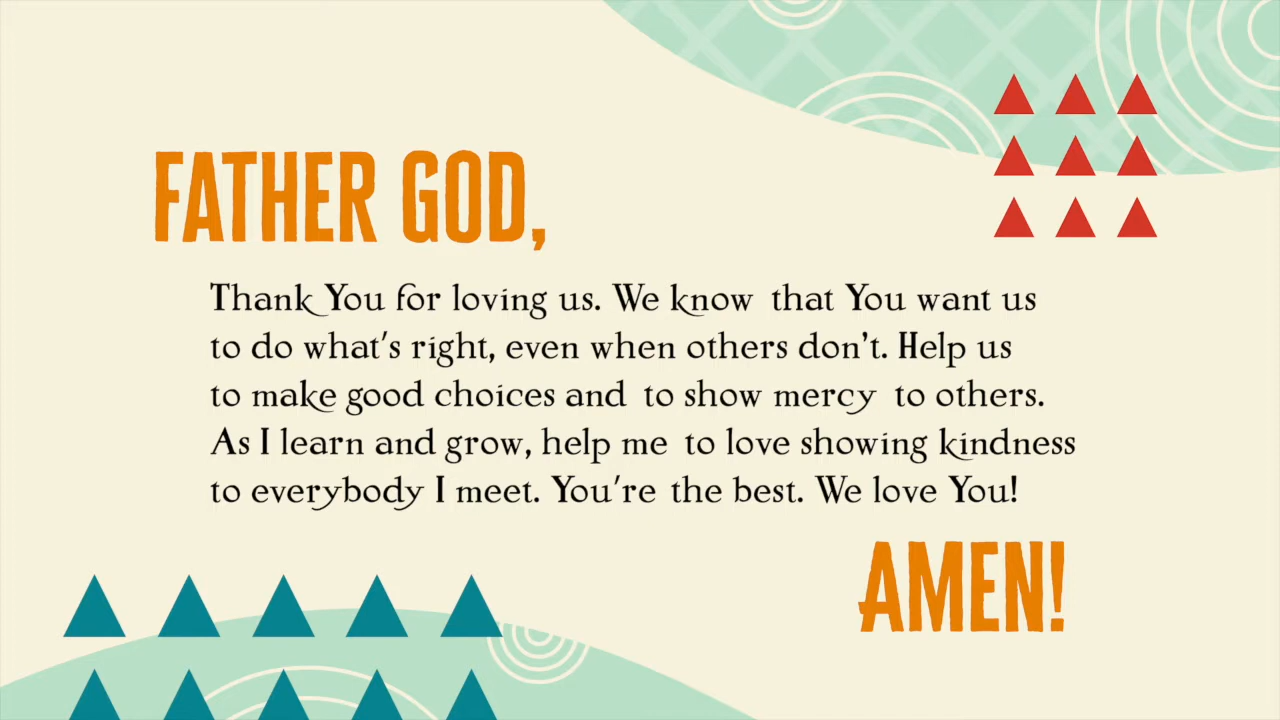 FATHER GOD,
Thank You for loving us. We know that You want us
to do what's right, even when others don't. Help us
to make good choices and to show mercy to others.
As I learn and grow, help me to love showing kindness
to everybody I meet. You're the best. We love You!
AMEN!